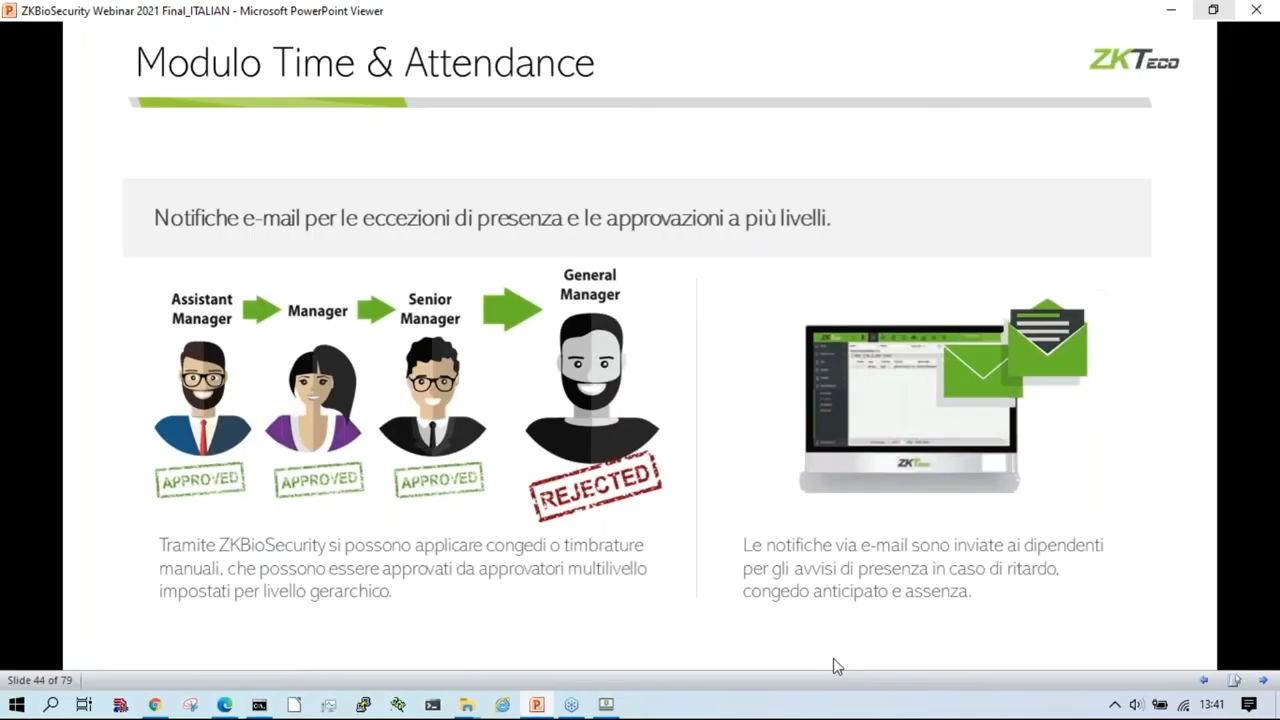 ZKBioSecurity Webinar 2021 Final_ITALIAN - Microsoft PowerPoint Viewer
Modulo Time & Attendance
ZKTeco
Notifiche e-mail per le eccezioni di presenza e le approvazioni a più livelli.
Assistant
Manager
Manager
Senior
Manager
General
Manager
APPROVED
APPROVED
APPROVED
REJECTED
ZKTeco
Tramite ZKBioSecurity si possono applicare congedi o timbrature
manuali, che possono essere approvati da approvatori multilivello
impostati per livello gerarchico.
Le notifiche via e-mail sono inviate ai dipendenti
per gli avvisi di presenza in caso di ritardo,
congedo anticipato e assenza.
Slide 44 of 79
13:41